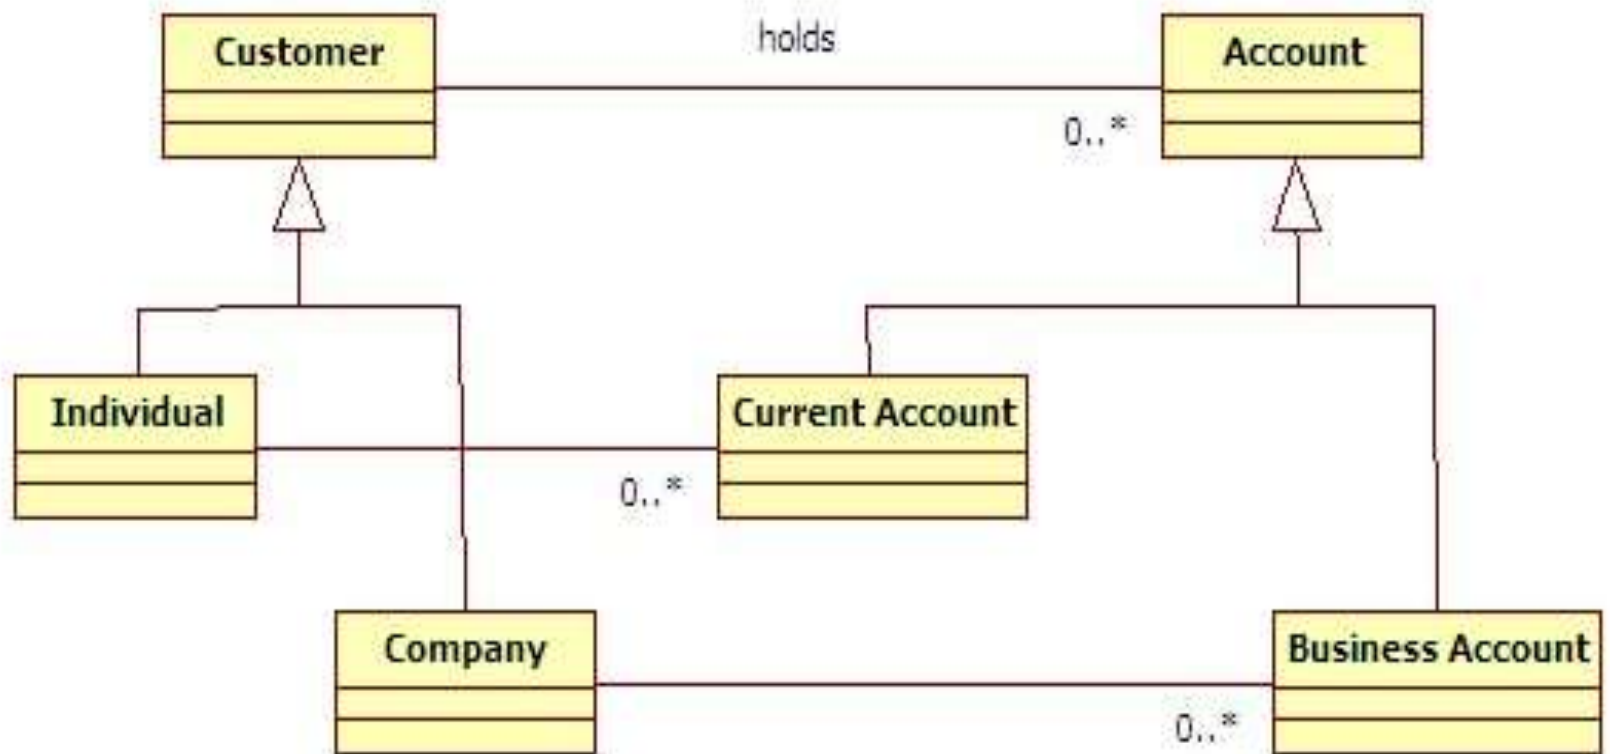 Customer
holds
Account
0..*
Individual
Current Account
0..*
Company
Business Account
0..*